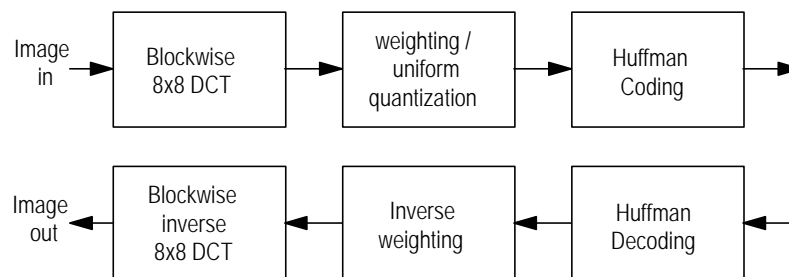 Image
in
Blockwise
8x8 DCT
weighting /
uniform
quantization
Huffman
Coding
Image
out
Blockwise
inverse
8x8 DCT
Inverse
weighting
Huffman
Decoding